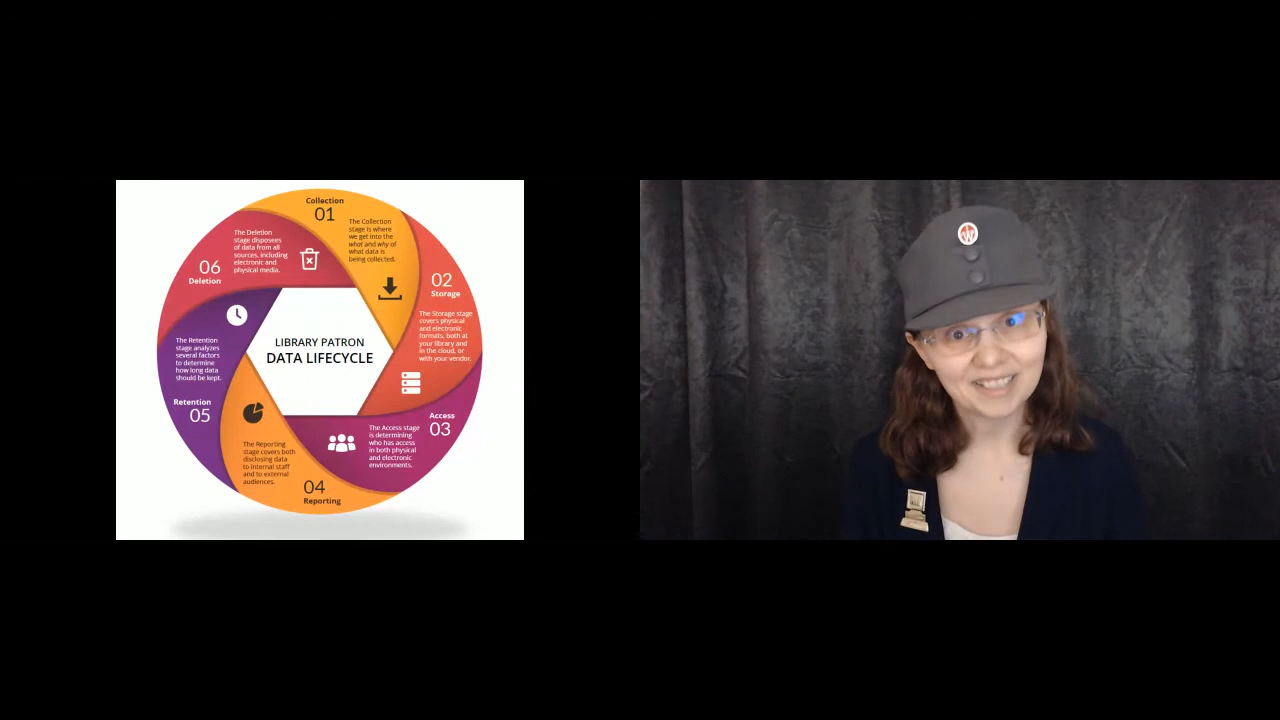 Collection
01
The Collection
stage is where
we get into the
what and why of
what data is
being collected.
02
Storage
The Storage stage
covers physical
and electronic
formats, both at
your library and
in the cloud, or
with your vendor.
Access
03
The Access stage
is determining
who has access
in both physical
and electronic
environments.
04
Reporting
The Reporting
stage covers both
disclosing data
to internal staff
and to external
audiences.
Retention
05
The Retention
stage analyzes
several factors
to determine
how long data
should be kept.
06
Deletion
The Deletion
stage disposees
of data from all
sources, including
electronic and
physical media.
LIBRARY PATRON
DATA LIFECYCLE
W